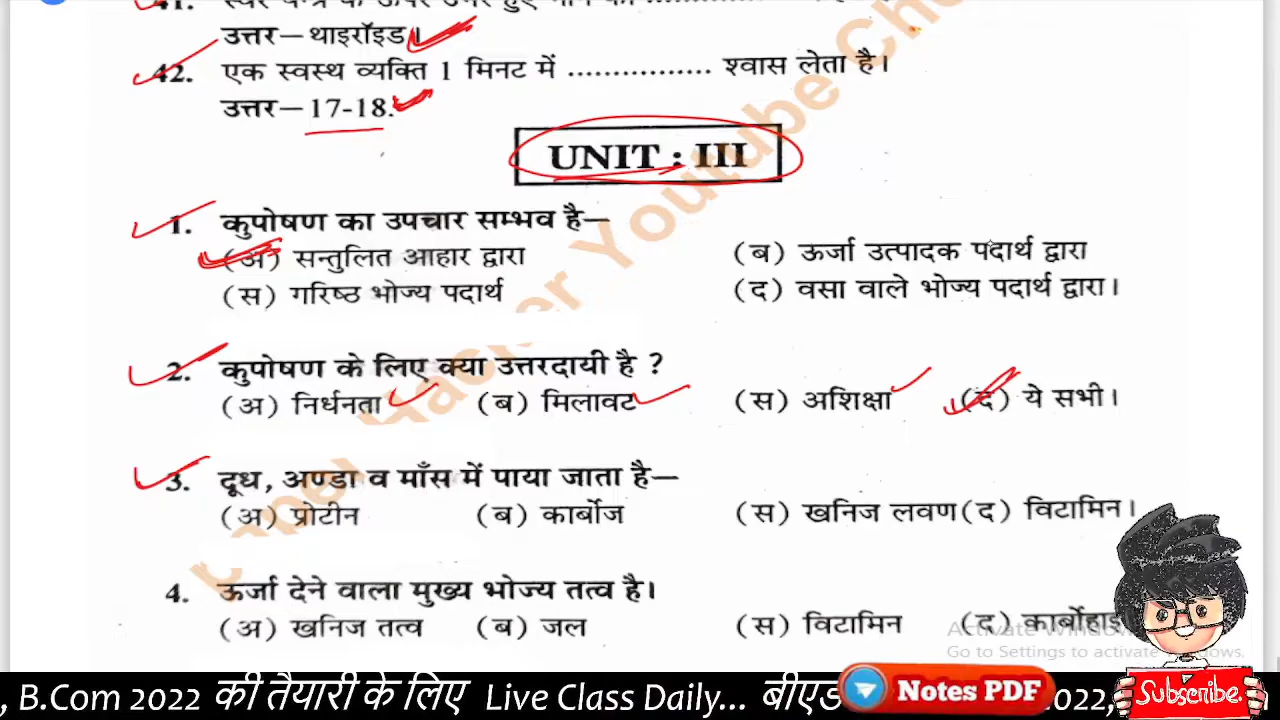 उत्तर—थाइरॉइड।
42. एक स्वस्थ व्यक्ति 1 मिनट में ................ श्वास लेता है।
उत्तर—17-18.
UNIT : III
1. कुपोषण का उपचार सम्भव है—
(अ) सन्तुलित आहार द्वारा (ब) ऊर्जा उत्पादक पदार्थ द्वारा
(स) गरिष्ठ भोज्य पदार्थ (द) वसा वाले भोज्य पदार्थ द्वारा।
2. कुपोषण के लिए क्या उत्तरदायी है ?
(अ) निर्धनता (ब) मिलावट (स) अशिक्षा (द) ये सभी।
3. दूध, अण्डा व माँस में पाया जाता है—
(अ) प्रोटीन (ब) कार्बोज (स) खनिज लवण (द) विटामिन।
4. ऊर्जा देने वाला मुख्य भोज्य तत्व है।
(अ) खनिज तत्व (ब) जल (स) विटामिन (द)
Activate Windows
Go to Settings to activate Windows.
, B.Com 2022 की तैयारी के लिए Live Class Daily... बीएड 2022,
Notes PDF
Subscribe.